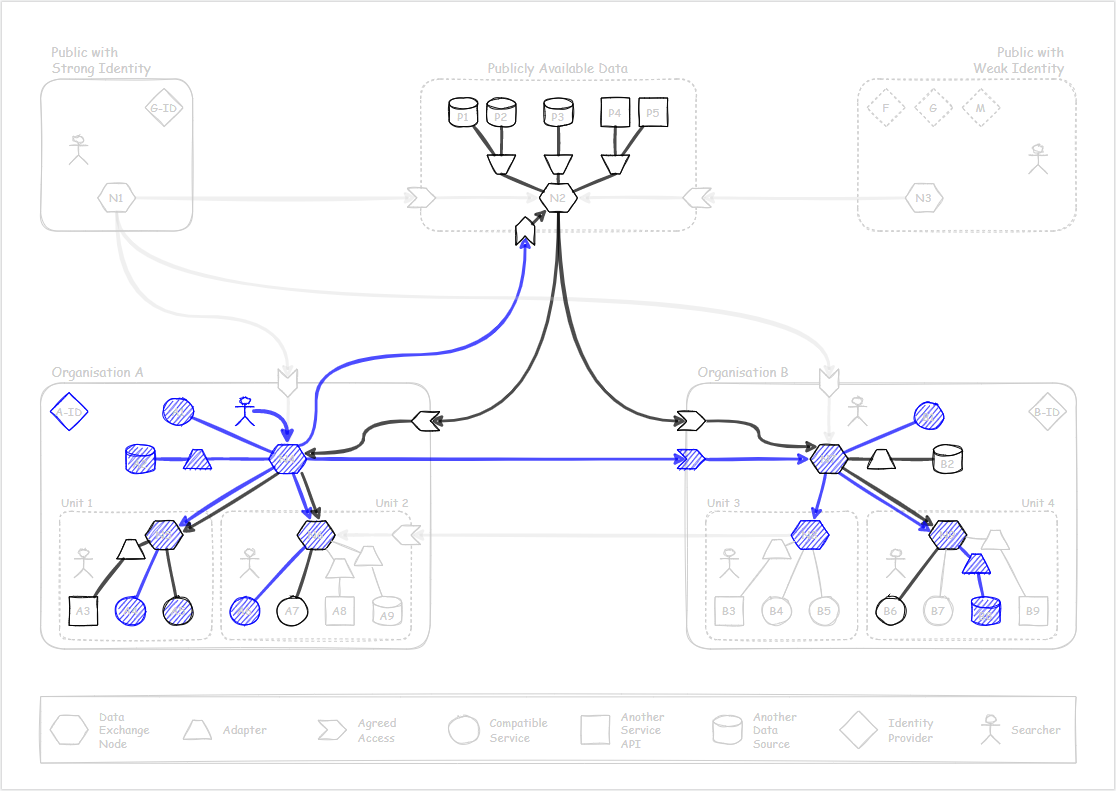 Public with
Strong Identity
Publicly Available Data
Public with
Weak Identity
G-ID
P1
P2
P3
P4
P5
F
G
M
N1
N2
N3
Organisation A
Organisation B
A-ID
B-ID
B2
Unit 1
Unit 2
Unit 3
Unit 4
A3
A7
A8
A9
B3
B4
B5
B6
B7
B9
Data
Exchange
Node
Adapter
Agreed
Access
Compatible
Service
Another
Service
API
Another
Data
Source
Identity
Provider
Searcher